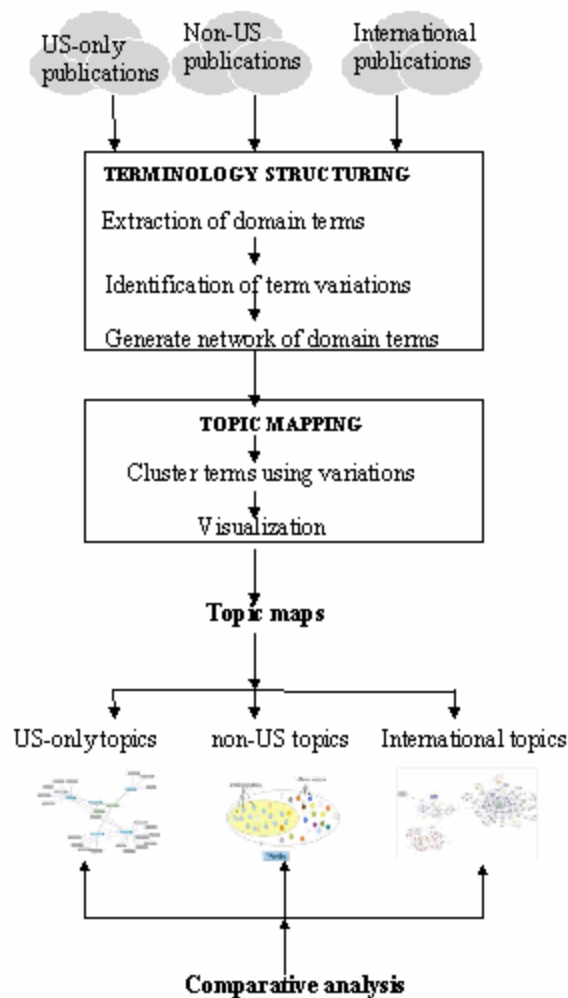 US-only
publications
Non-US
publications
International
publications
TERMINOLOGY STRUCTURING
Extraction of domain terms
Identification of term variations
Generate network of domain terms
TOPIC MAPPING
Cluster terms using variations
Visualization
Topic maps
US-only topics
non-US topics
International topics
Comparative analysis